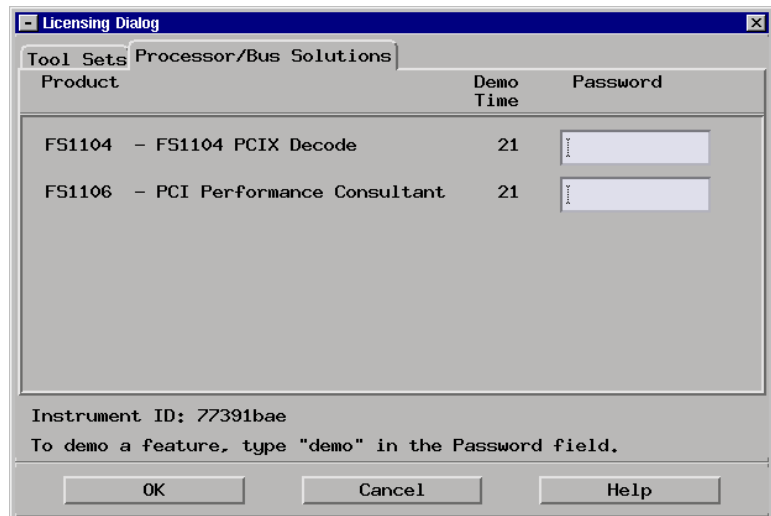 Licensing Dialog
Tool Sets Processor/Bus Solutions
Product Demo Time Password
FS1104 - FS1104 PCIX Decode 21
FS1106 - PCI Performance Consultant 21
Instrument ID: 77391bae
To demo a feature, type "demo" in the Password field.
OK Cancel Help